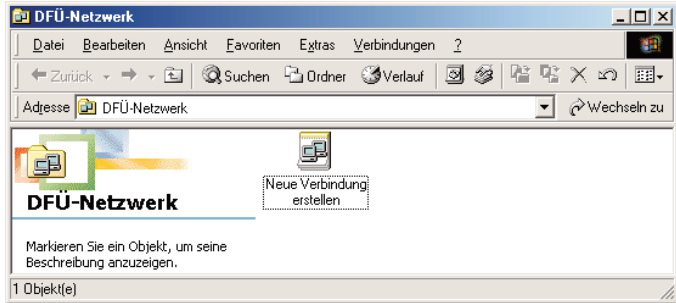 DFÜ-Netzwerk
Datei Bearbeiten Ansicht Favoriten Extras Verbindungen ?
Zurück Suchen Ordner Verlauf
Adresse DFÜ-Netzwerk Wechseln zu
Neue Verbindung
erstellen
DFÜ-Netzwerk
Markieren Sie ein Objekt, um seine
Beschreibung anzuzeigen.
1 Objekt(e)